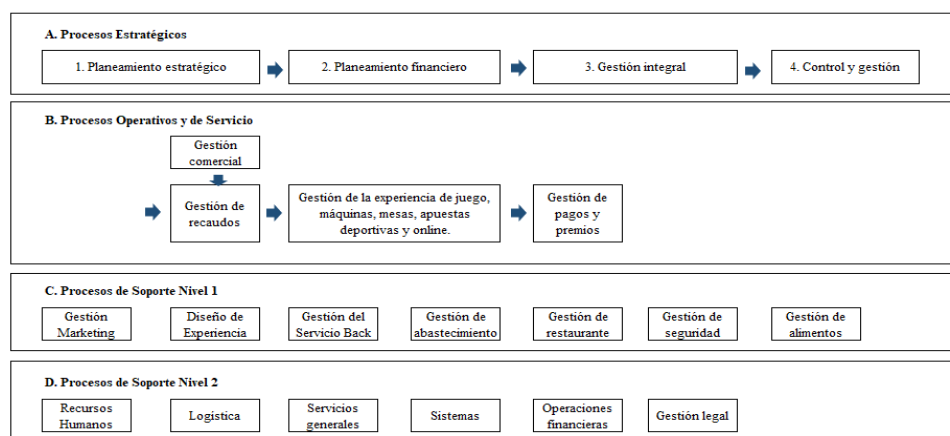 A. Procesos Estratégicos
1. Planeamiento estratégico
2. Planeamiento financiero
3. Gestión integral
4. Control y gestión
B. Procesos Operativos y de Servicio
Gestión
comercial
Gestión de
recaudos
Gestión de la experiencia de juego,
máquinas, mesas, apuestas
deportivas y online.
Gestión de
pagos y
premios
C. Procesos de Soporte Nivel 1
Gestión
Marketing
Diseño de
Experiencia
Gestión del
Servicio Back
Gestión de
abastecimiento
Gestión de
restaurante
Gestión de
seguridad
Gestión de
alimentos
D. Procesos de Soporte Nivel 2
Recursos
Humanos
Logística
Servicios
generales
Sistemas
Operaciones
financieras
Gestión legal